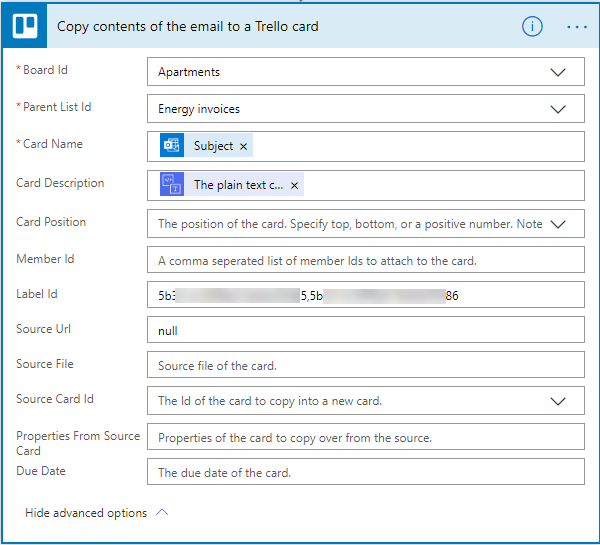 Copy contents of the email to a Trello card
* Board Id Apartments
* Parent List Id Energy invoices
* Card Name Subject ×
Card Description The plain text c... ×
Card Position The position of the card. Specify top, bottom, or a positive number. Note
Member Id A comma seperated list of member Ids to attach to the card.
Label Id 5b3 5,5b 86
Source Url null
Source File Source file of the card.
Source Card Id The Id of the card to copy into a new card.
Properties From Source Card Properties of the card to copy over from the source.
Due Date The due date of the card.
Hide advanced options